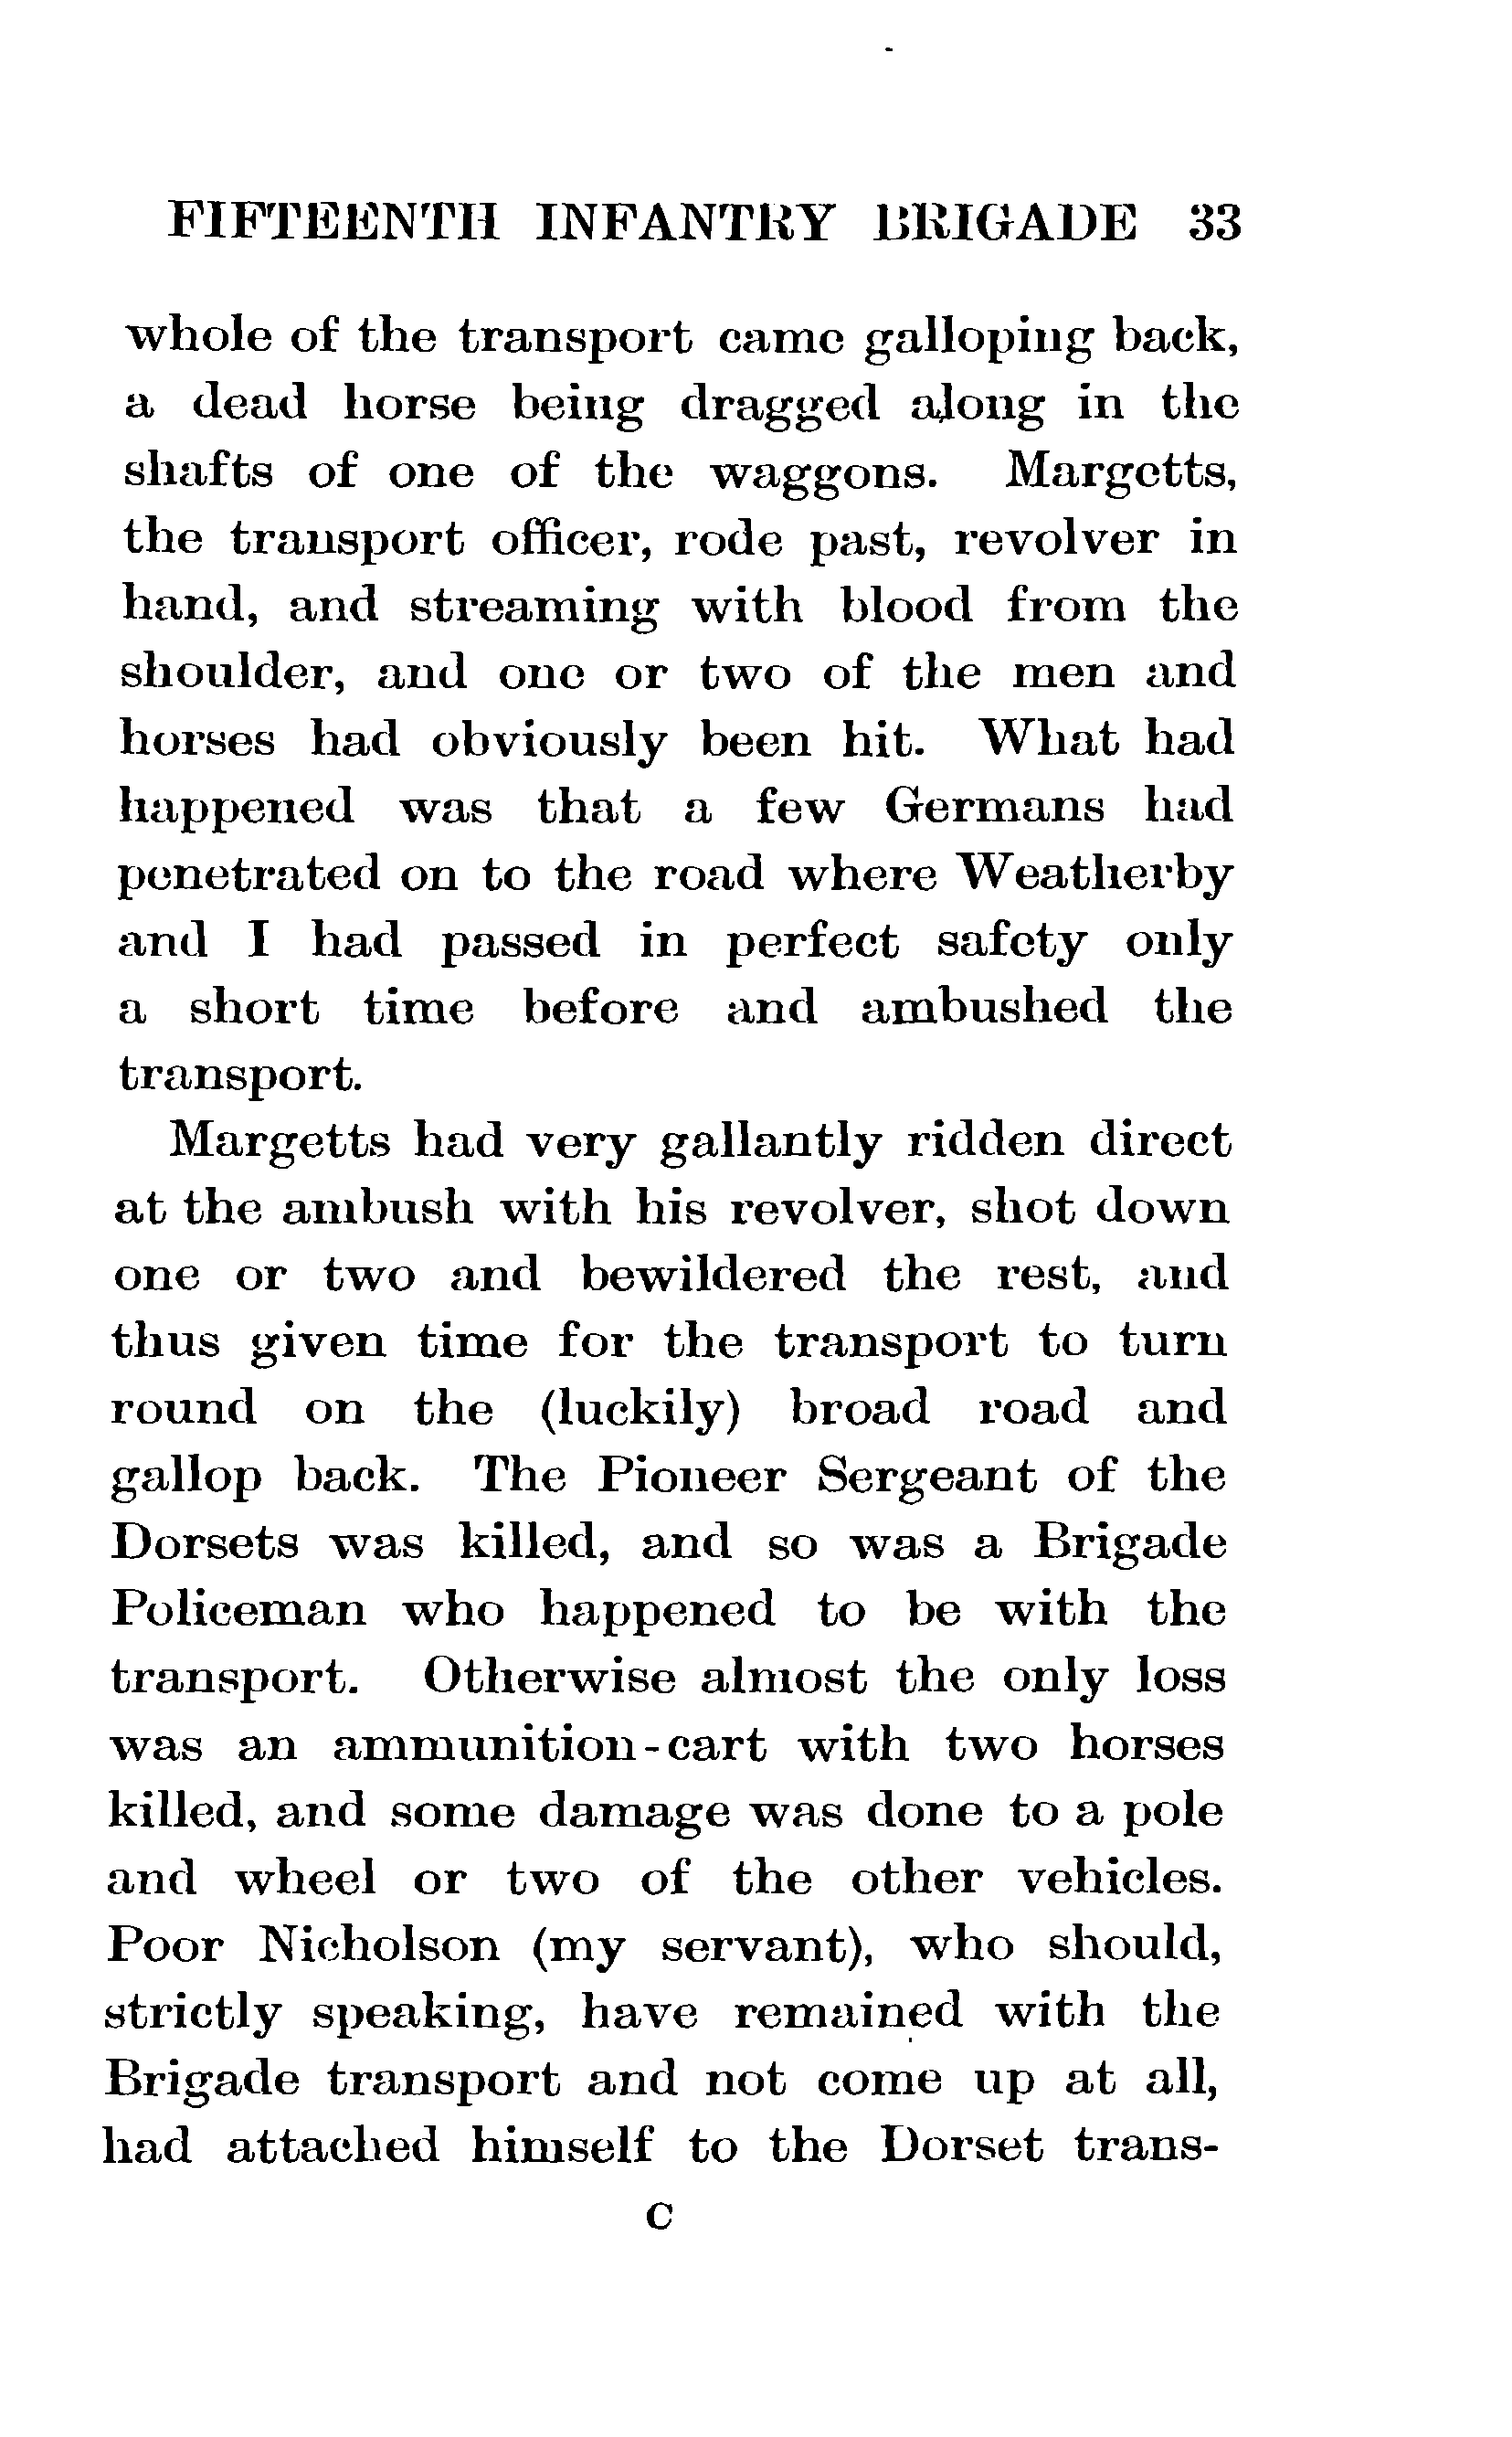 FIFTEENTH INFANTRY BRIGADE 33
whole of the transport came galloping back,
a dead horse being dragged along in the
shafts of one of the waggons. Margetts,
the transport officer, rode past, revolver in
hand, and streaming with blood from the
shoulder, and one or two of the men and
horses had obviously been hit. What had
happened was that a few Germans had
penetrated on to the road where Weatherby
and I had passed in perfect safety only
a short time before and ambushed the
transport.
Margetts had very gallantly ridden direct
at the ambush with his revolver, shot down
one or two and bewildered the rest, and
thus given time for the transport to turn
round on the (luckily) broad road and
gallop back. The Pioneer Sergeant of the
Dorsets was killed, and so was a Brigade
Policeman who happened to be with the
transport. Otherwise almost the only loss
was an ammunition-cart with two horses
killed, and some damage was done to a pole
and wheel or two of the other vehicles.
Poor Nicholson (my servant), who should,
strictly speaking, have remained with the
Brigade transport and not come up at all,
had attached himself to the Dorset trans-
C